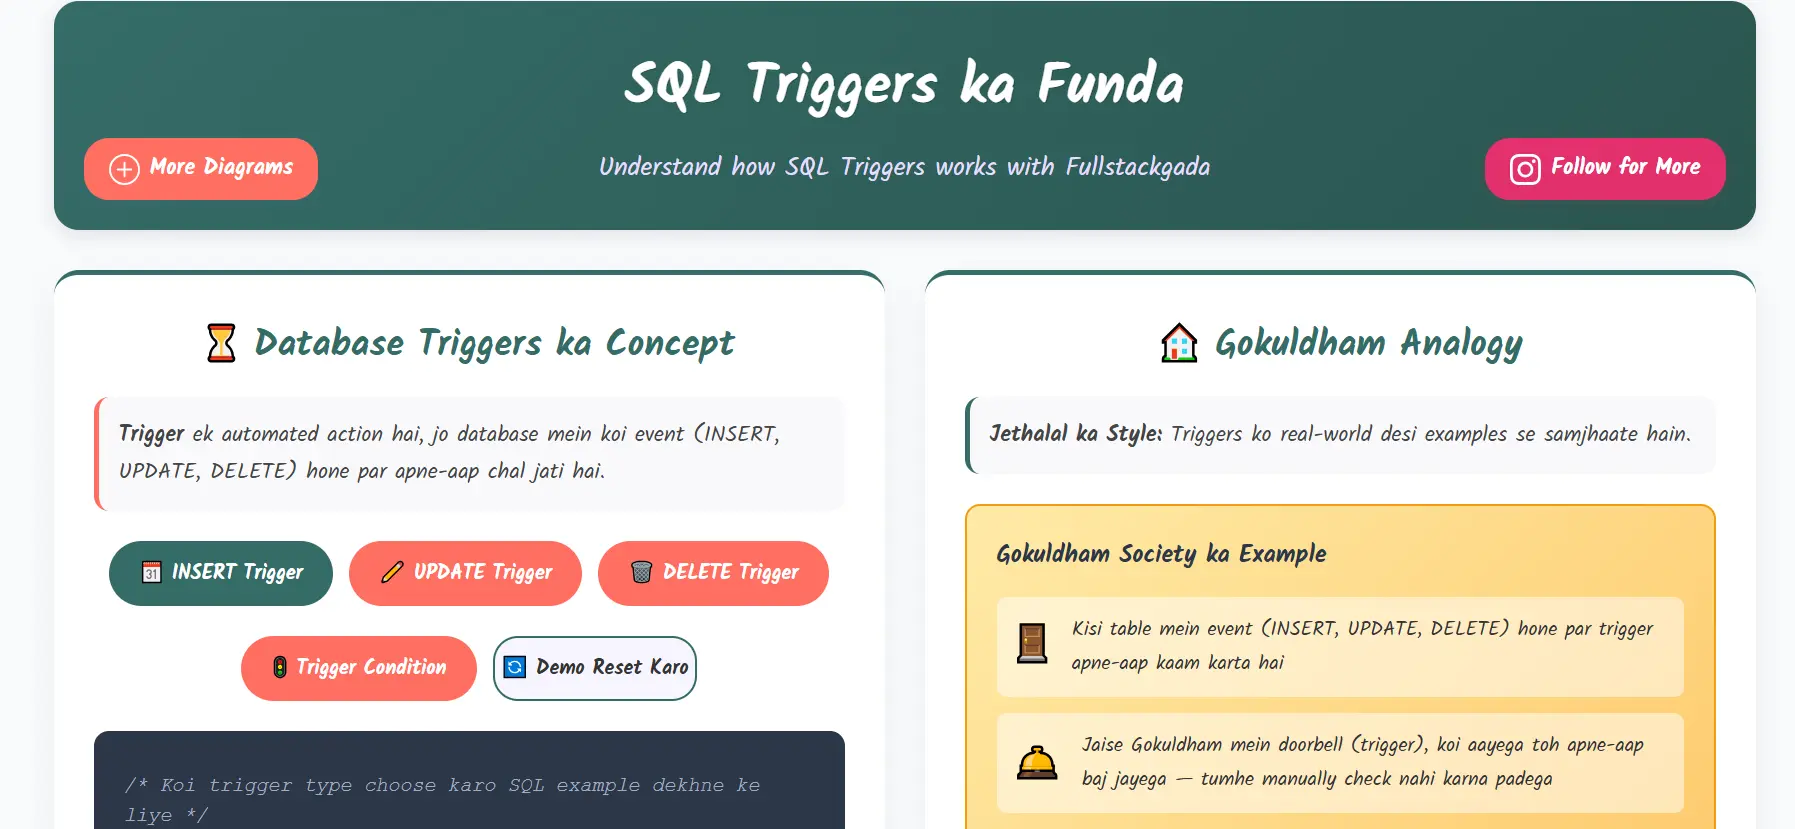 SQL Triggers ka Funda
More Diagrams
Understand how SQL Triggers works with Fullstackgada
Follow for More
Database Triggers ka Concept
Trigger ek automated action hai, jo database mein koi event (INSERT,
UPDATE, DELETE) hone par apne-aap chal jati hai.
INSERT Trigger
UPDATE Trigger
DELETE Trigger
Trigger Condition
Demo Reset Karo
/* Koi trigger type choose karo SQL example dekhne ke
liye */
Gokuldham Analogy
Jethalal ka Style: Triggers ko real-world desi examples se samjhaate hain.
Gokuldham Society ka Example
Kisi table mein event (INSERT, UPDATE, DELETE) hone par trigger
apne-aap kaam karta hai
Jaise Gokuldham mein doorbell (trigger), koi aayega toh apne-aap
baj jayega — tumhe manually check nahi karna padega